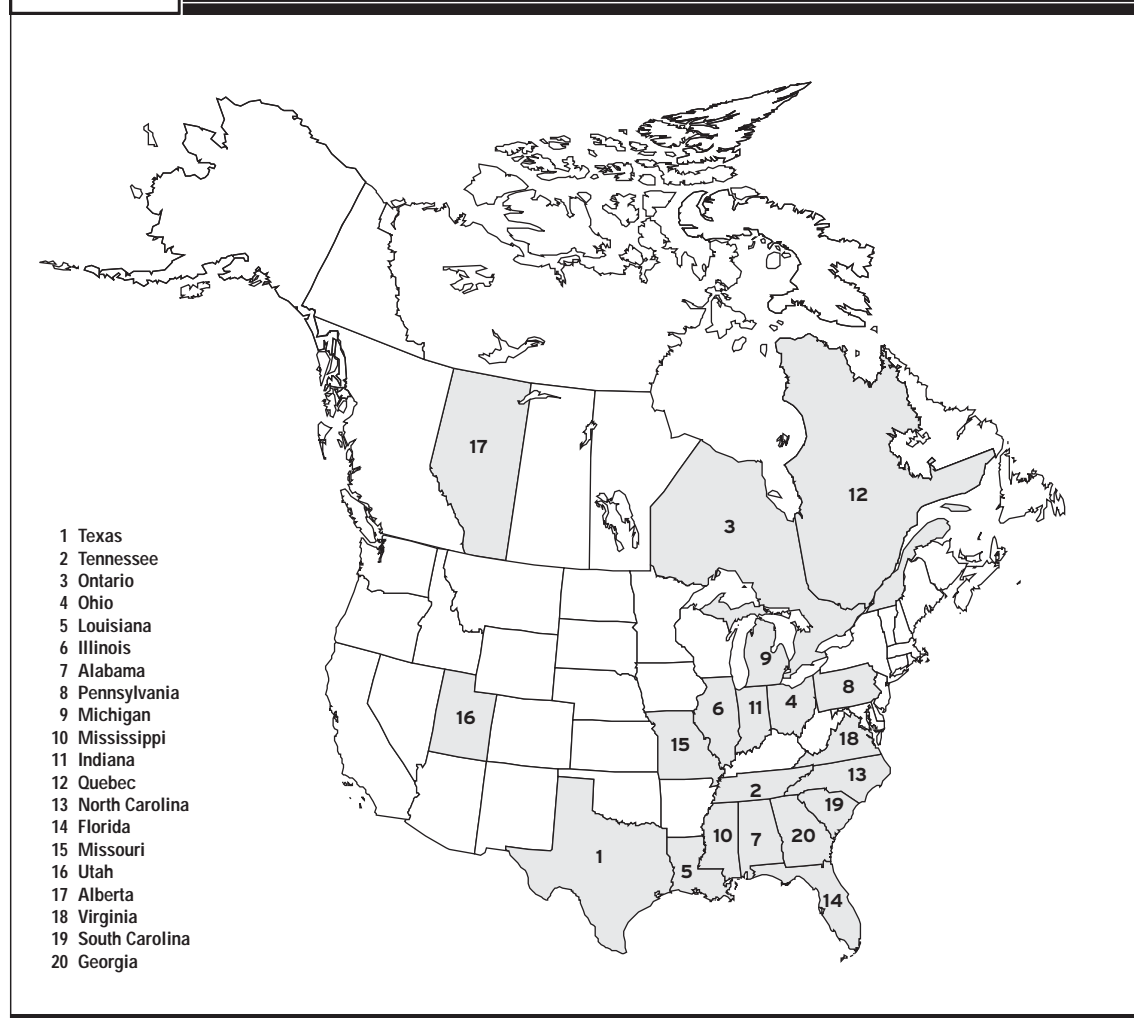 17
12
3
9
8
4
6
11
16
18
15
13
2
19
10
7
20
1
5
14
1 Texas
2 Tennessee
3 Ontario
4 Ohio
5 Louisiana
6 Illinois
7 Alabama
8 Pennsylvania
9 Michigan
10 Mississippi
11 Indiana
12 Quebec
13 North Carolina
14 Florida
15 Missouri
16 Utah
17 Alberta
18 Virginia
19 South Carolina
20 Georgia